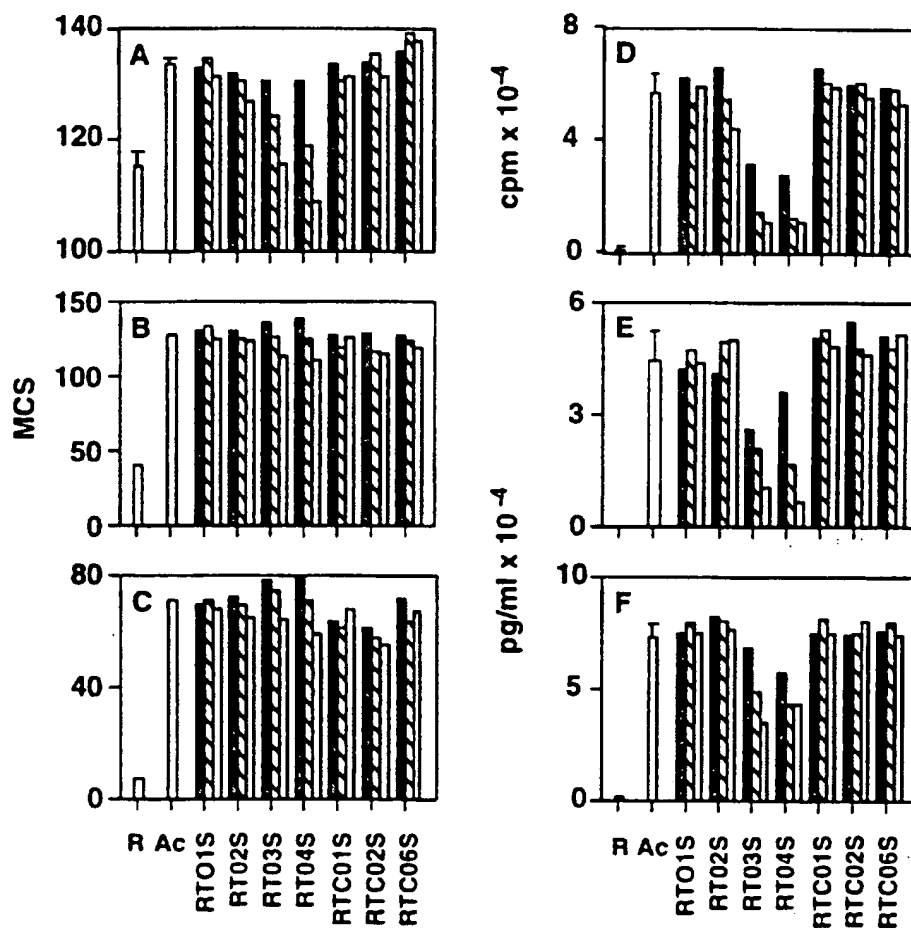 140
A
120
100
150
B
100
50
0
MCS
80
C
40
0
R Ac RTO1S RT02S RT03S RT04S RTC01S RTC02S RTC06S
8
D
4
0
cpm x 10⁻⁴
6
E
3
0
pg/ml x 10⁻⁴
10
F
5
0
R Ac RTO1S RT02S RT03S RT04S RTC01S RTC02S RTC06S